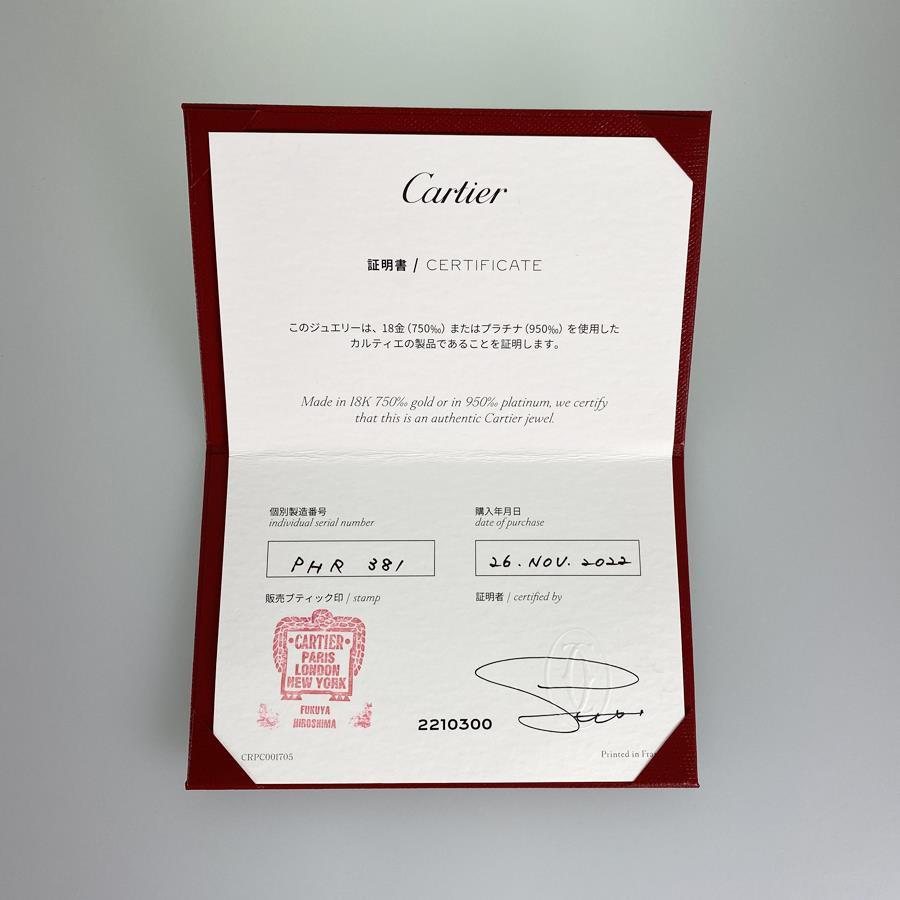 Cartier
証明書 / CERTIFICATE
このジュエリーは、18金（750‰）またはプラチナ（950‰）を使用した
カルティエの製品であることを証明します。
Made in 18K 750‰ gold or in 950‰ platinum, we certify
that this is an authentic Cartier jewel.
個別製造番号
individual serial number
PHR 381
購入年月日
date of purchase
26. NOV. 2022
販売ブティック印 / stamp
CARTIER
PARIS
LONDON
NEW YORK
FUKUYA
HIROSHIMA
証明者 / certified by
2210300
CRPC001705
Printed in Fra